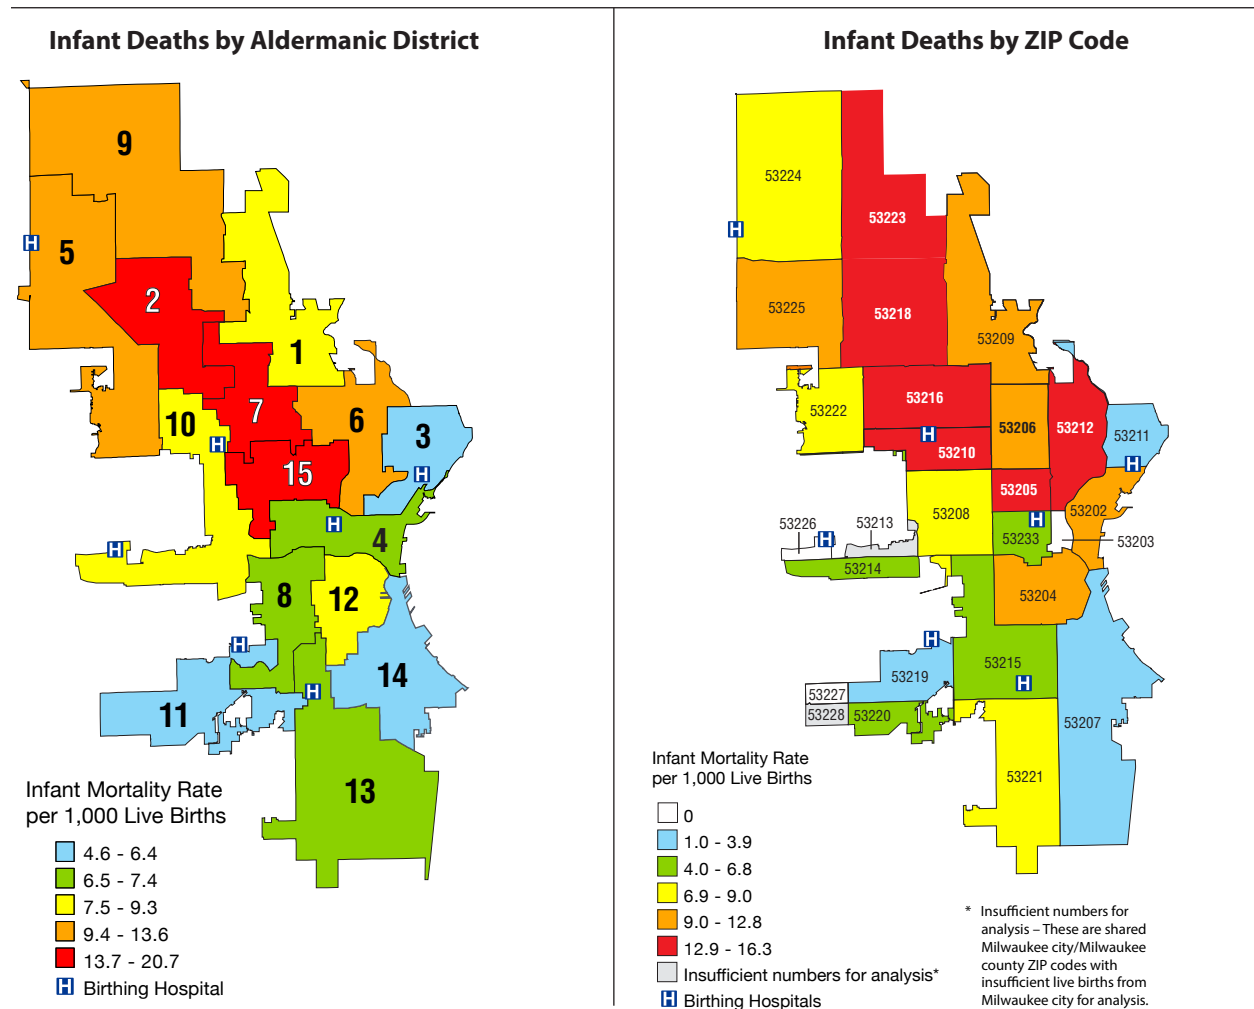 Infant Deaths by Aldermanic District
9
5
2
1
7
6
10
3
15
4
8
12
14
11
13
Infant Mortality Rate
per 1,000 Live Births
4.6 - 6.4
6.5 - 7.4
7.5 - 9.3
9.4 - 13.6
13.7 - 20.7
H Birthing Hospital
H
H
H
H
H
H
H
Infant Deaths by ZIP Code
53224
53223
H
53225
53218
53209
53222
53216
53206
53212
53211
H
53210
H
53205
53202
53208
53226
53213
H
H
53233
53203
53214
53204
H
53219
53215
H
53227
53228
53220
53207
53221
Infant Mortality Rate
per 1,000 Live Births
0
1.0 - 3.9
4.0 - 6.8
6.9 - 9.0
9.0 - 12.8
12.9 - 16.3
Insufficient numbers for analysis*
H Birthing Hospitals
* Insufficient numbers for
analysis – These are shared
Milwaukee city/Milwaukee
county ZIP codes with
insufficient live births from
Milwaukee city for analysis.